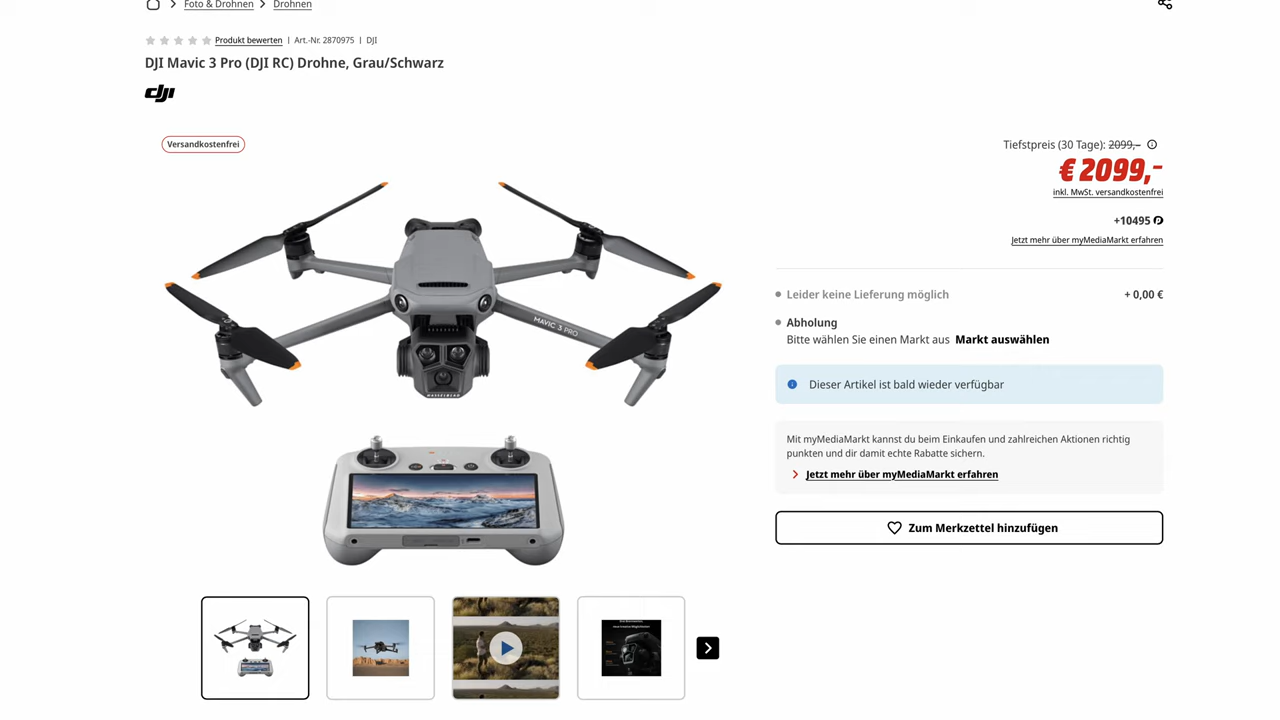 Foto & Drohnen
Drohnen
Produkt bewerten | Art.-Nr. 2870975 | DJI
DJI Mavic 3 Pro (DJI RC) Drohne, Grau/Schwarz
dji
Versandkostenfrei
MAVIC 3 PRO
HASSELBLAD
Tiefstpreis (30 Tage): 2099,–
€ 2099,–
inkl. MwSt. versandkostenfrei
+10495
Jetzt mehr über myMediaMarkt erfahren
Leider keine Lieferung möglich
+ 0,00 €
Abholung
Bitte wählen Sie einen Markt aus Markt auswählen
Dieser Artikel ist bald wieder verfügbar
Mit myMediaMarkt kannst du beim Einkaufen und zahlreichen Aktionen richtig
punkten und dir damit echte Rabatte sichern.
Jetzt mehr über myMediaMarkt erfahren
Zum Merkzettel hinzufügen